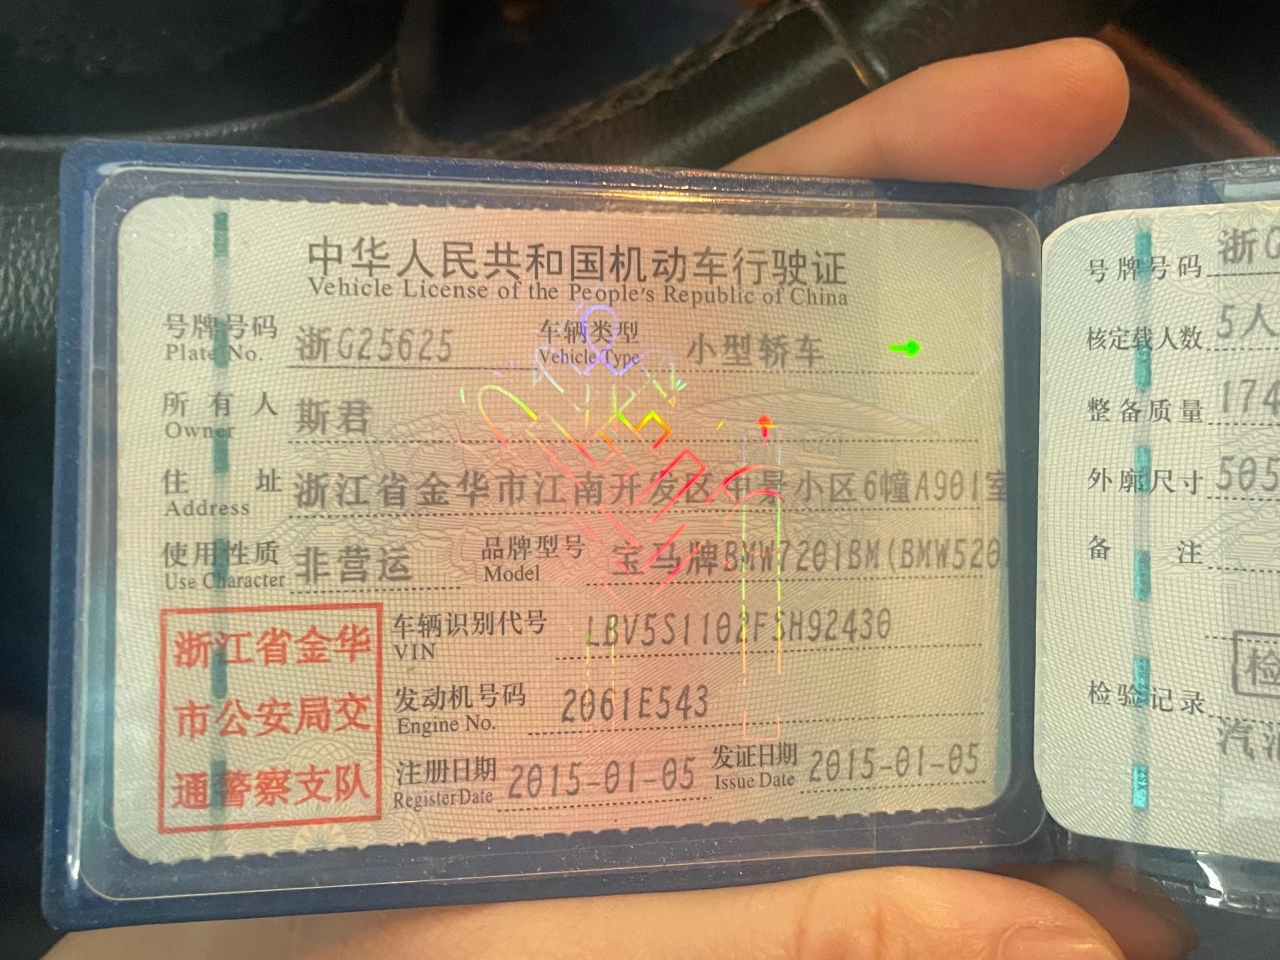 中华人民共和国机动车行驶证
Vehicle License of the People's Republic of China
号牌号码 浙G25625 车辆类型 小型轿车
Plate No. Vehicle Type
所有人 斯君
Owner
住址 浙江省金华市江南开发区中景小区6幢A901室
Address
使用性质 非营运 品牌型号 宝马牌BMW7201BM(BMW520
Use Character Model
浙江省金华
市公安局交
通警察支队
车辆识别代号 LBV5S1102FSH92430
VIN
发动机号码 2061E543
Engine No.
注册日期 2015-01-05 发证日期 2015-01-05
Register Date Issue Date
号牌号码 浙G
核定载人数 5人
整备质量 174
外廓尺寸 505
备注
检
检验记录
汽油